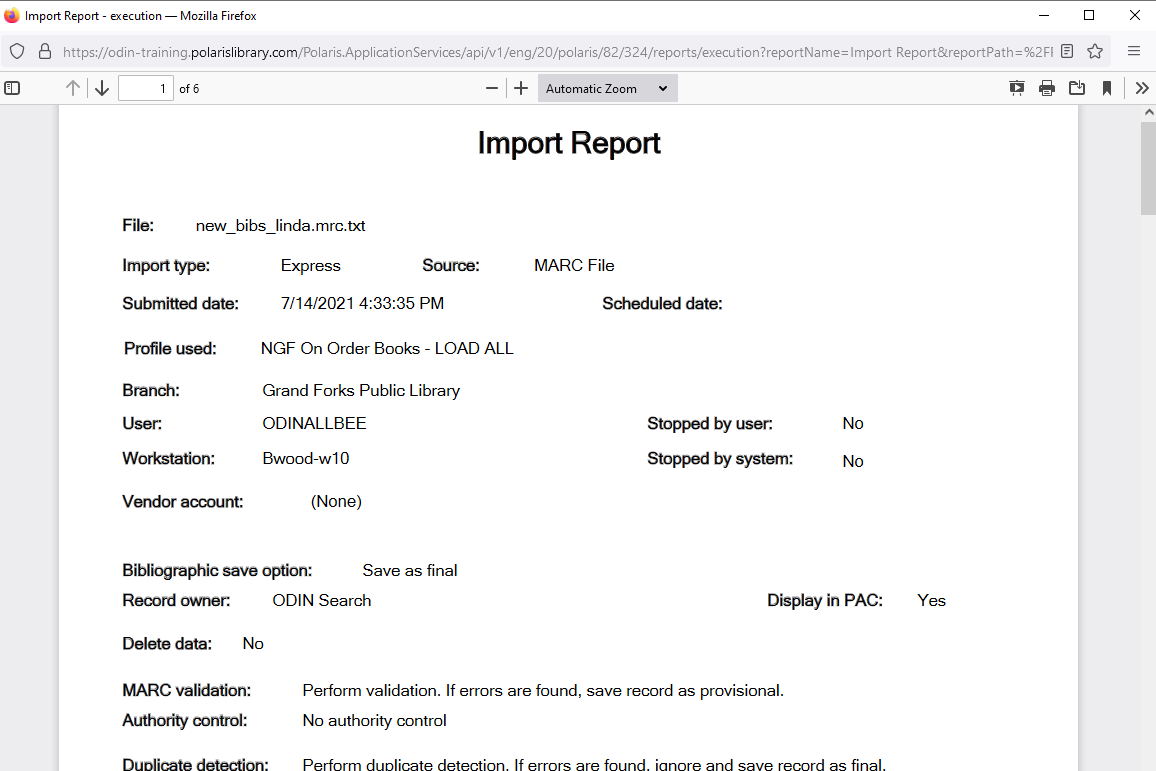 Import Report - execution — Mozilla Firefox
https://odin-training.polarislibrary.com/Polaris.ApplicationServices/api/v1/eng/20/polaris/82/324/reports/execution?reportName=Import Report&reportPath=%2FI
1 of 6 Automatic Zoom
Import Report
File: new_bibs_linda.mrc.txt
Import type: Express Source: MARC File
Submitted date: 7/14/2021 4:33:35 PM Scheduled date:
Profile used: NGF On Order Books - LOAD ALL
Branch: Grand Forks Public Library
User: ODINALLBEE Stopped by user: No
Workstation: Bwood-w10 Stopped by system: No
Vendor account: (None)
Bibliographic save option: Save as final
Record owner: ODIN Search Display in PAC: Yes
Delete data: No
MARC validation: Perform validation. If errors are found, save record as provisional.
Authority control: No authority control
Duplicate detection: Perform duplicate detection. If errors are found, ignore and save record as final.